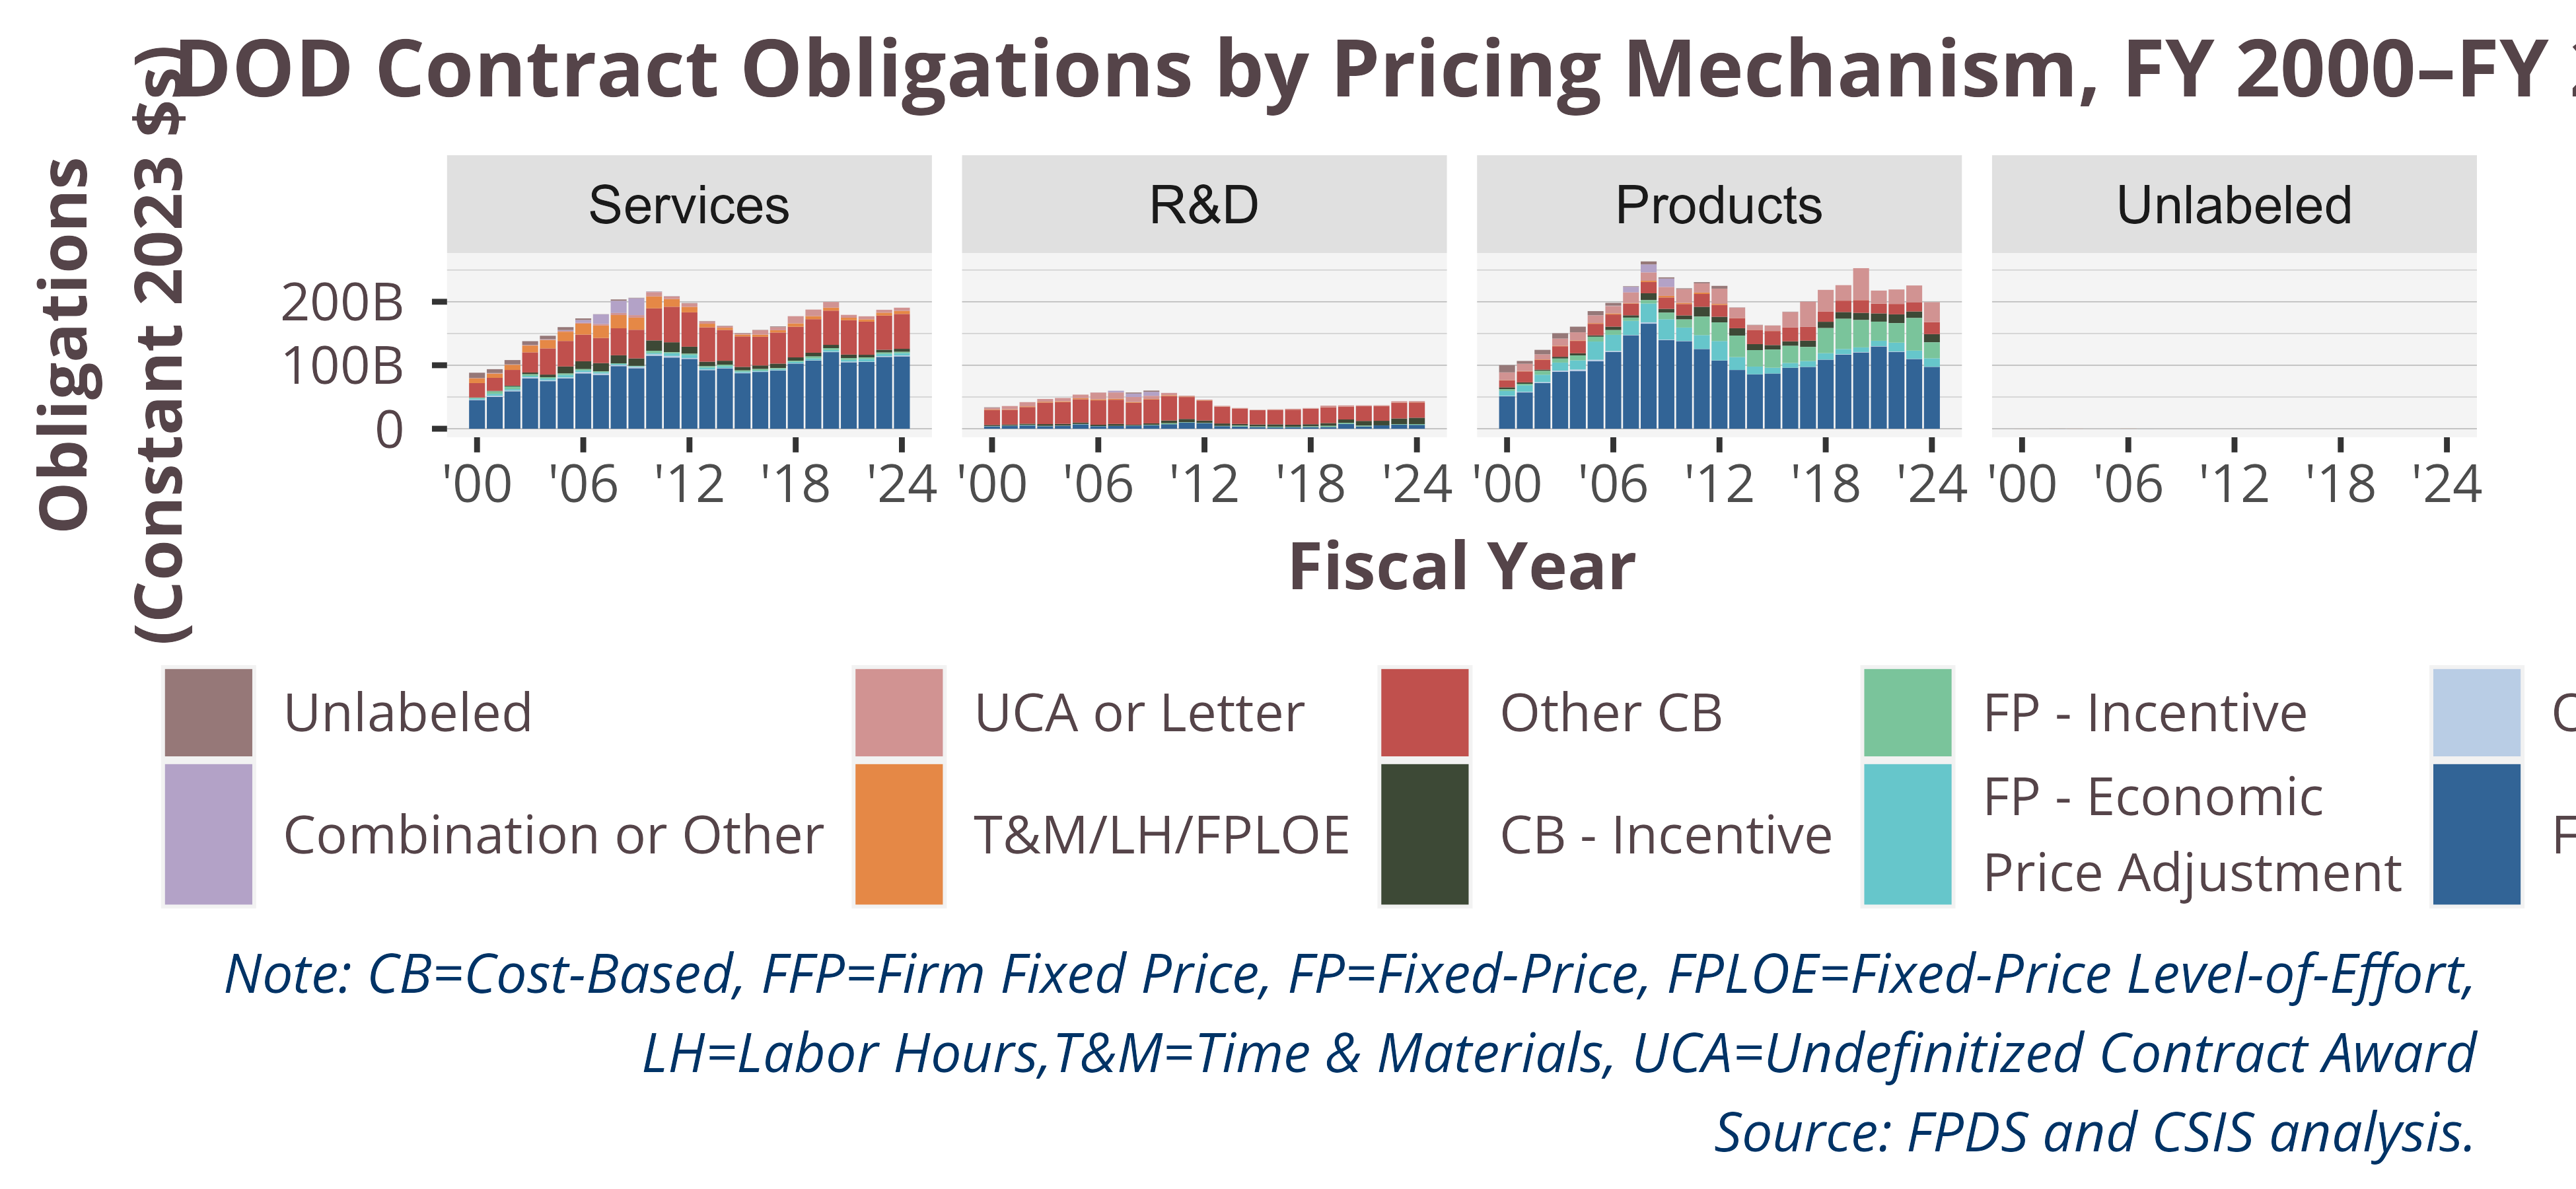 DOD Contract Obligations by Pricing Mechanism, FY 2000–FY
Obligations
(Constant 2023 $s)
Services
R&D
Products
Unlabeled
200B
100B
0
'00 '06 '12 '18 '24 '00 '06 '12 '18 '24 '00 '06 '12 '18 '24 '00 '06 '12 '18 '24
Fiscal Year
Unlabeled
Combination or Other
UCA or Letter
T&M/LH/FPLOE
Other CB
CB - Incentive
FP - Incentive
FP - Economic
Price Adjustment
Note: CB=Cost-Based, FFP=Firm Fixed Price, FP=Fixed-Price, FPLOE=Fixed-Price Level-of-Effort,
LH=Labor Hours,T&M=Time & Materials, UCA=Undefinitized Contract Award
Source: FPDS and CSIS analysis.